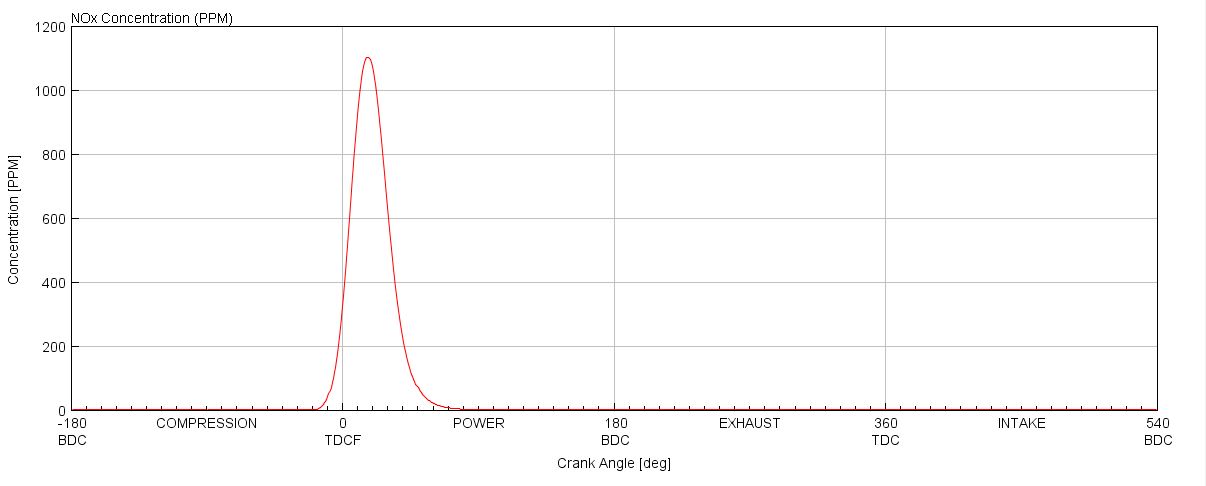 NOx Concentration (PPM)
1200
1000
800
600
400
200
0
Concentration [PPM]
-180 COMPRESSION 0 POWER 180 EXHAUST 360 INTAKE 540
BDC TDCF BDC TDC BDC
Crank Angle [deg]